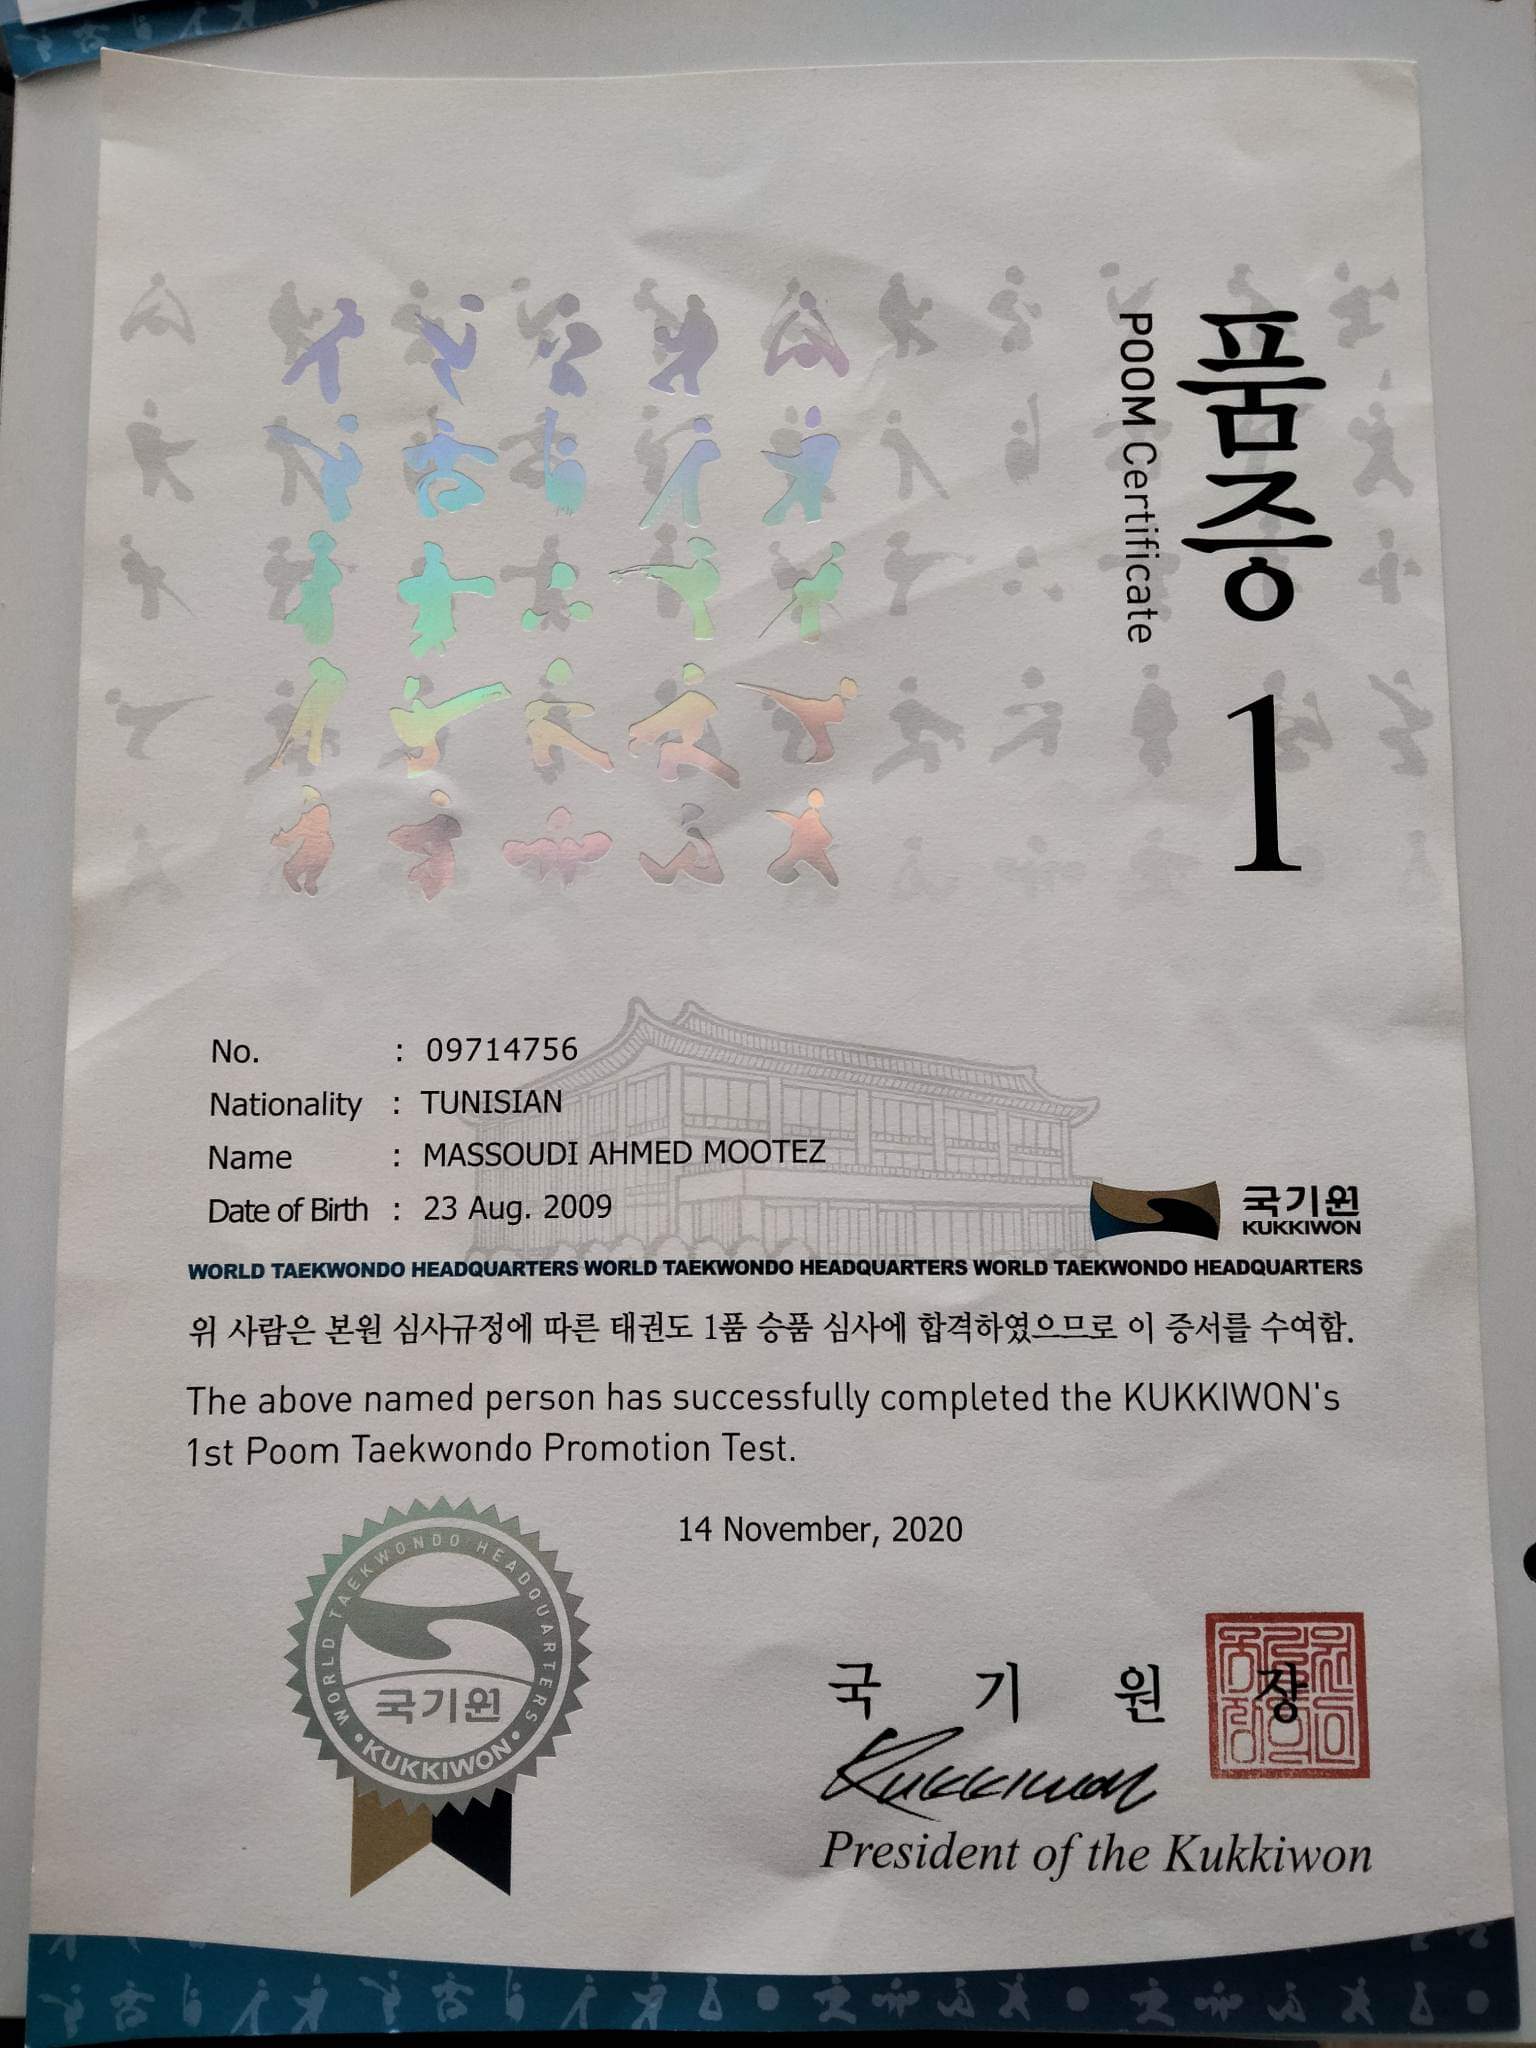 품증
POOM Certificate
1
No. : 09714756
Nationality : TUNISIAN
Name : MASSOUDI AHMED MOOTEZ
Date of Birth : 23 Aug. 2009
국기원
KUKKIWON
WORLD TAEKWONDO HEADQUARTERS WORLD TAEKWONDO HEADQUARTERS WORLD TAEKWONDO HEADQUARTERS
위 사람은 본원 심사규정에 따른 태권도 1품 승품 심사에 합격하였으므로 이 증서를 수여함.
The above named person has successfully completed the KUKKIWON's
1st Poom Taekwondo Promotion Test.
14 November, 2020
WORLD TAEKWONDO HEADQUARTERS
국기원
• KUKKIWON •
국 기 원 장
Kukkiwon
President of the Kukkiwon